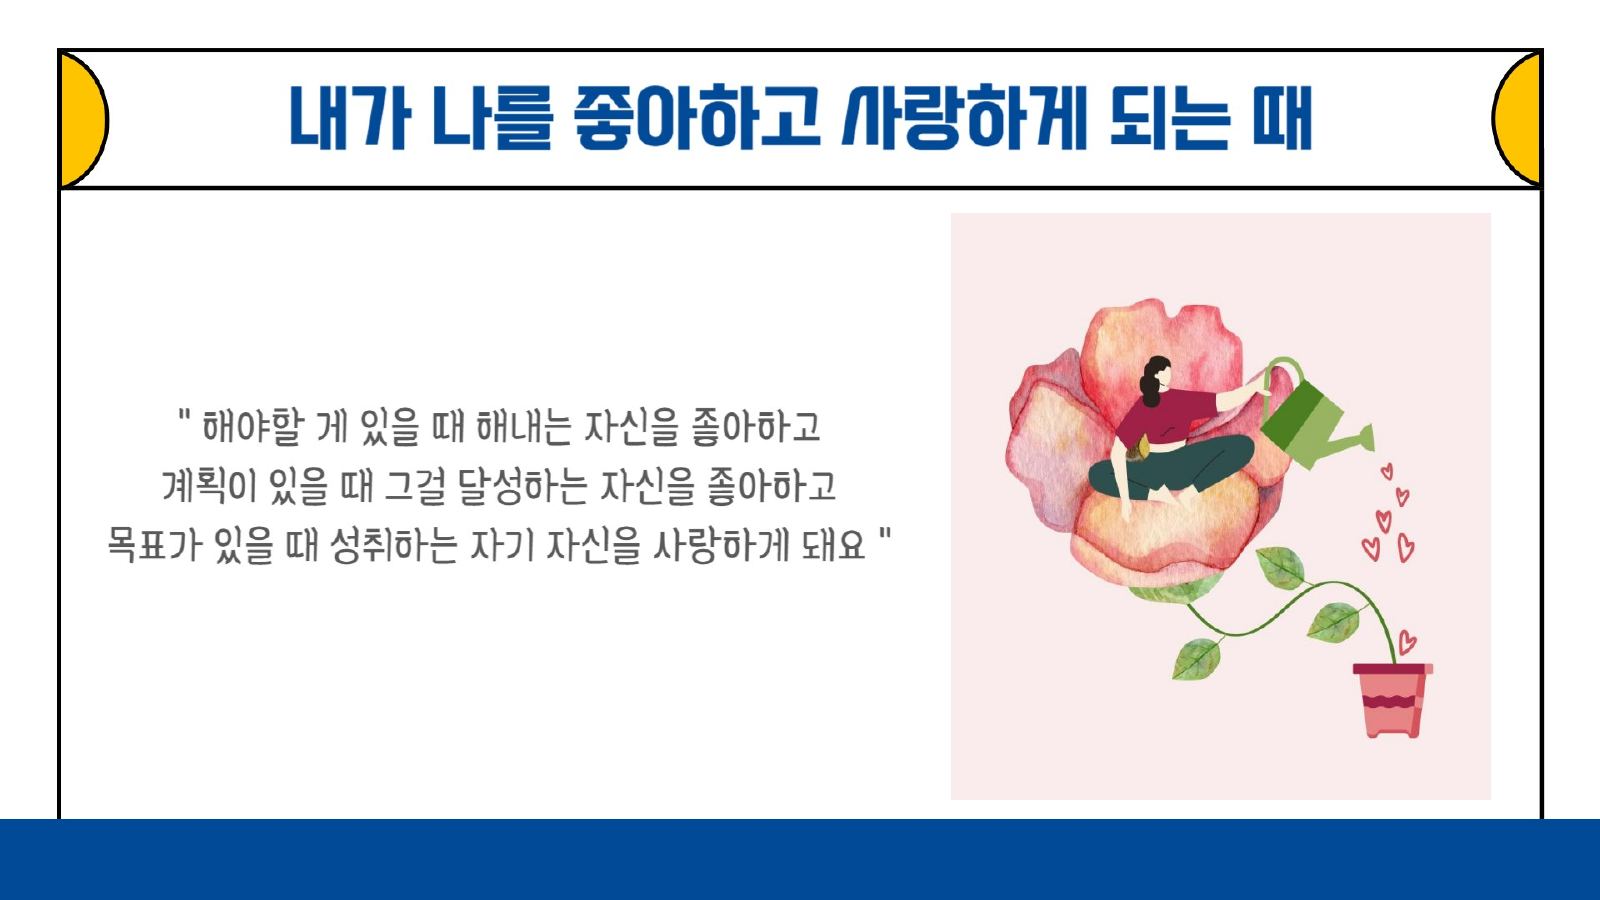 내가 나를 좋아하고 사랑하게 되는 때
" 해야할 게 있을 때 해내는 자신을 좋아하고
계획이 있을 때 그걸 달성하는 자신을 좋아하고
목표가 있을 때 성취하는 자기 자신을 사랑하게 돼요 "